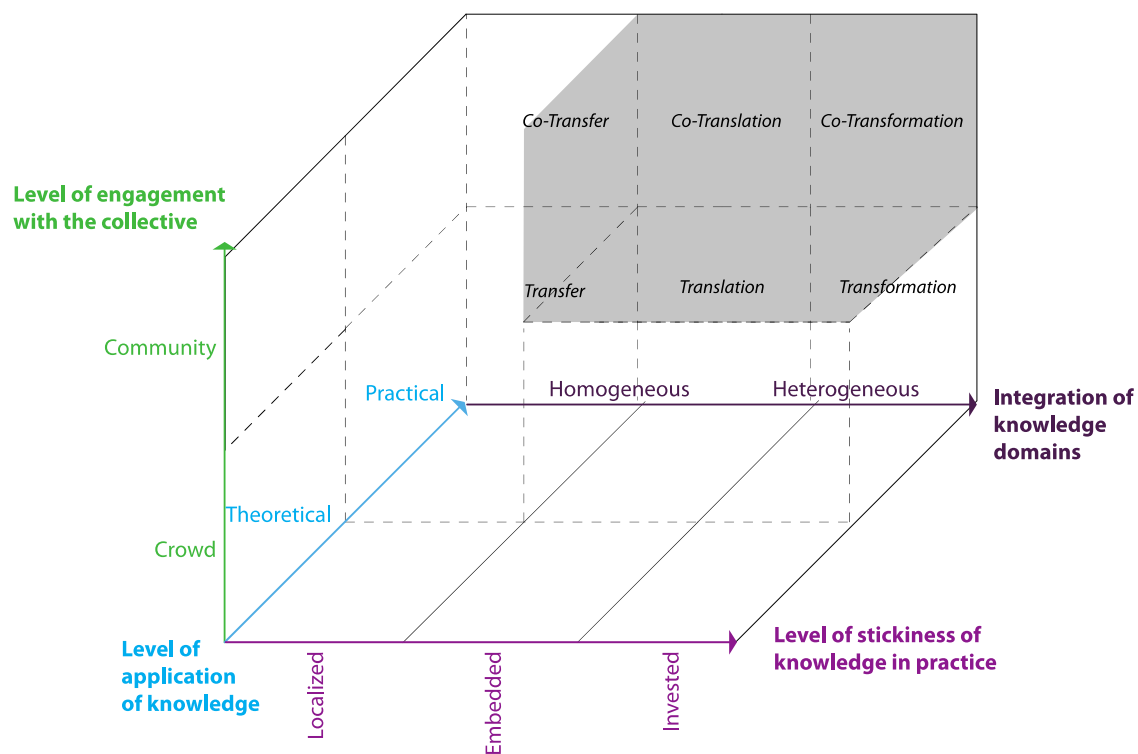 Co-Transfer
Co-Translation
Co-Transformation
Level of engagement
with the collective
Transfer
Translation
Transformation
Community
Practical
Homogeneous
Heterogeneous
Integration of
knowledge
domains
Theoretical
Crowd
Level of
application
of knowledge
Localized
Embedded
Invested
Level of stickiness of
knowledge in practice